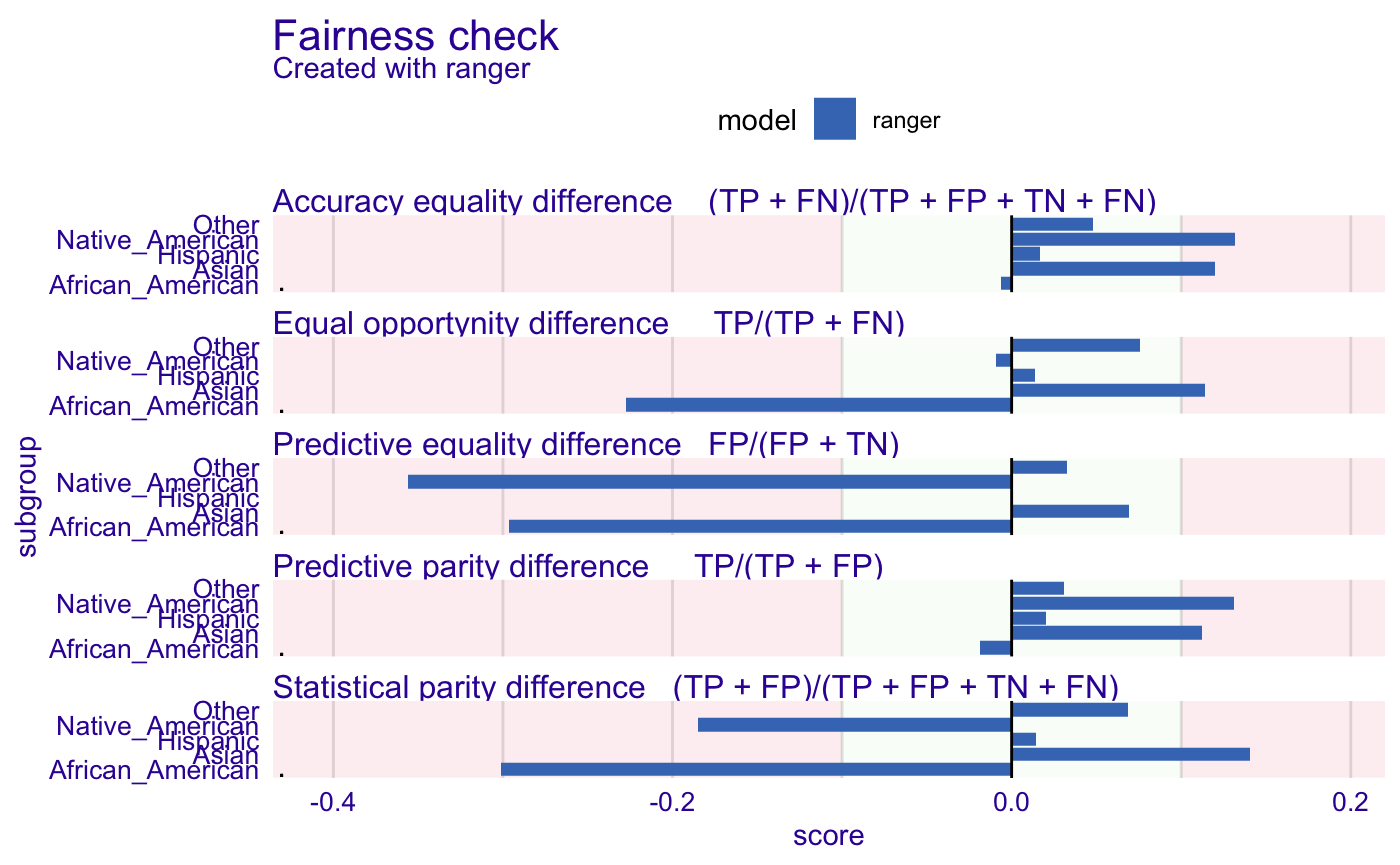 Fairness check
Created with ranger
model ranger
Accuracy equality difference (TP + FN)/(TP + FP + TN + FN)
Other
Native_American
Hispanic
Asian
African_American
Equal opportynity difference TP/(TP + FN)
Other
Native_American
Hispanic
Asian
African_American
Predictive equality difference FP/(FP + TN)
Other
Native_American
Hispanic
Asian
African_American
Predictive parity difference TP/(TP + FP)
Other
Native_American
Hispanic
Asian
African_American
Statistical parity difference (TP + FP)/(TP + FP + TN + FN)
Other
Native_American
Hispanic
Asian
African_American
subgroup
-0.4 -0.2 0.0 0.2
score